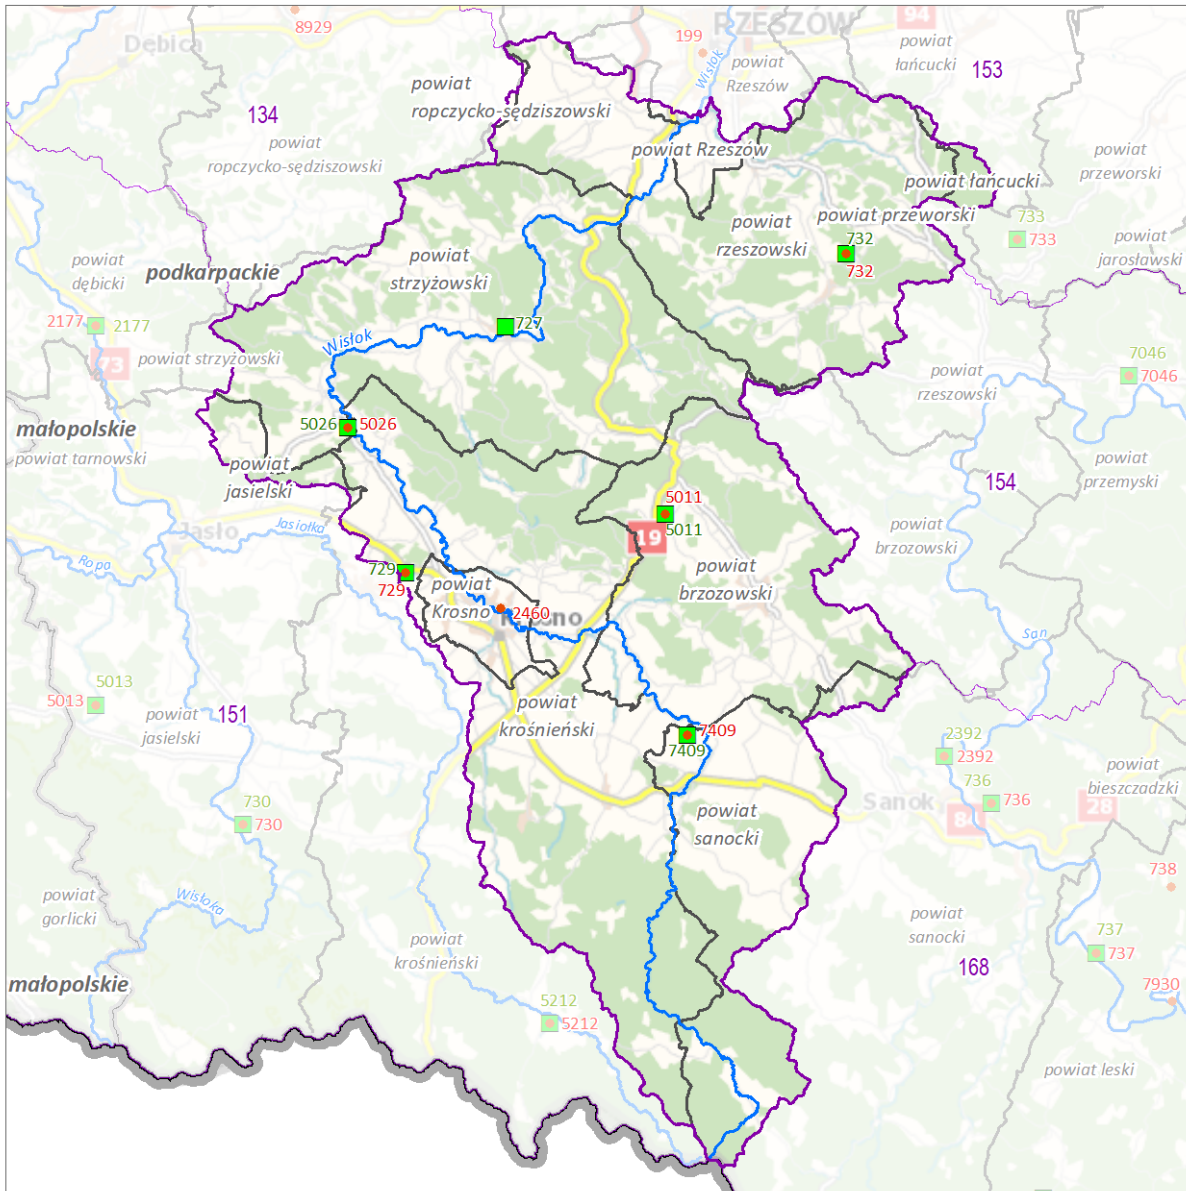 8929
Dębica
199
RZESZÓW
94
Wisłok
powiat
łańcucki
153
powiat
Rzeszów
powiat
ropczycko-sędziszowski
134
powiat
ropczycko-sędziszowski
powiat Rzeszów
powiat
przeworski
powiat łańcucki
powiat przeworski
powiat
rzeszowski
732
732
733
733
powiat
jarosławski
powiat
dębicki
podkarpackie
powiat
strzyżowski
2177
2177
727
Wisłok
73
powiat strzyżowski
7046
7046
powiat
rzeszowski
małopolskie
powiat tarnowski
5026
5026
powiat
jasielski
154
powiat
przemyski
5011
5011
19
powiat
brzozowski
Jasło
Jasiołka
Ropa
729
729
powiat
Krosno
2460
Krosno
powiat
brzozowski
San
5013
5013
151
powiat
jasielski
powiat
krośnieński
7409
7409
2392
2392
736
736
powiat
bieszczadzki
28
Sanok
84
730
730
powiat
sanocki
738
Wisłoka
powiat
gorlicki
powiat
krośnieński
powiat
sanocki
737
737
168
małopolskie
7930
5212
5212
powiat leski